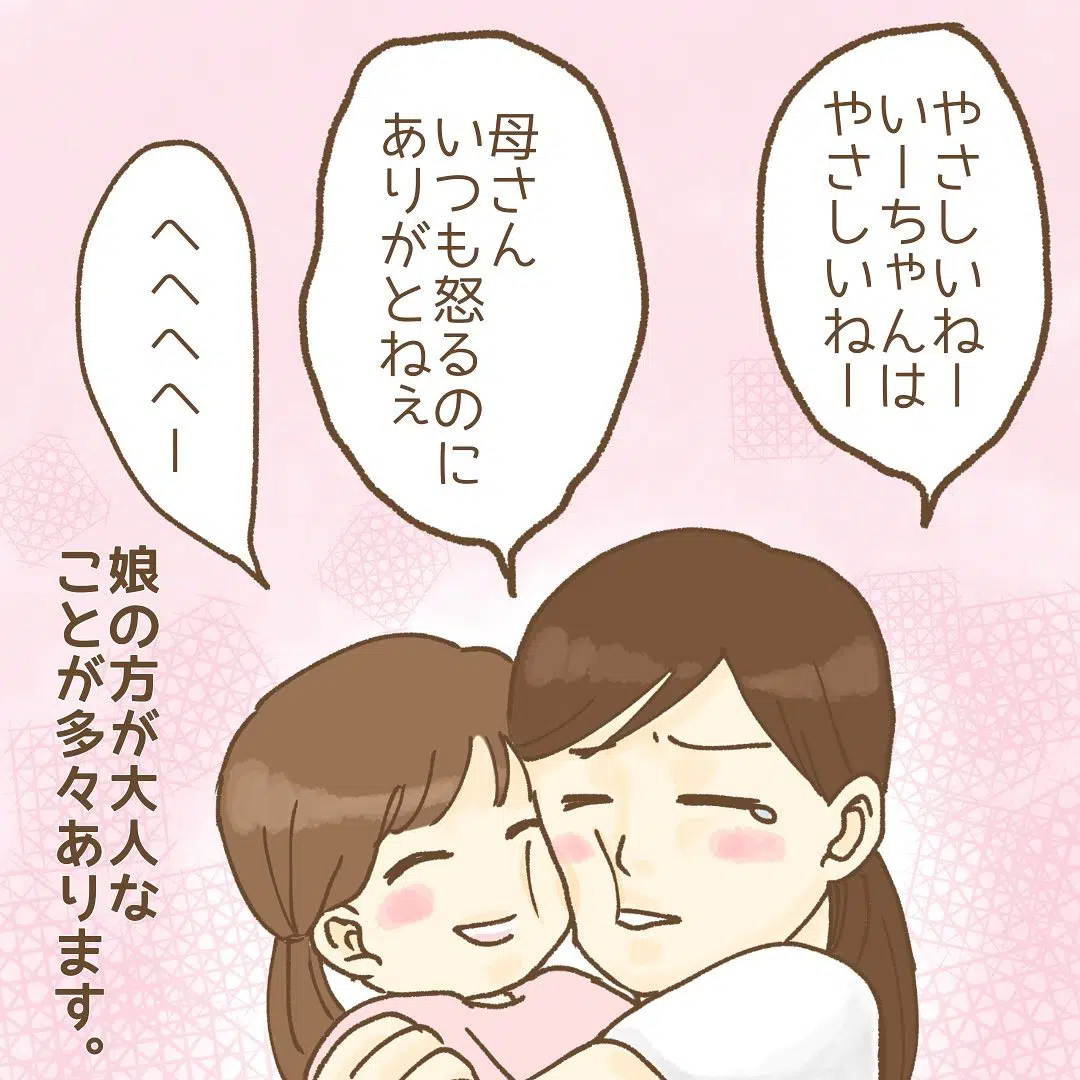 やさしいねー
いーちゃんは
やさしいねー
母さん
いつも怒るのに
ありがとねぇ
へへへへー
娘の方が大人な
ことが多々あります。